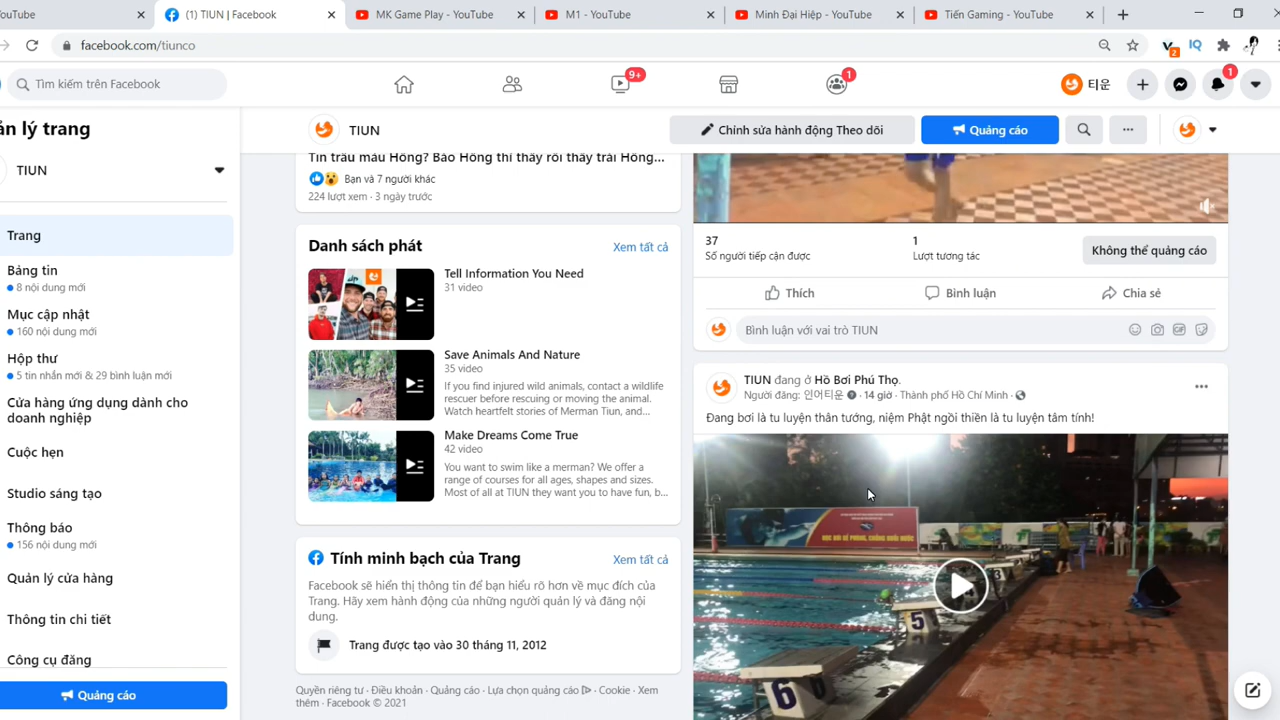 ouTube
(1) TIUN | Facebook
MK Game Play - YouTube
M1 - YouTube
Minh Đại Hiệp - YouTube
Tiến Gaming - YouTube
facebook.com/tiunco
IQ
2
Tìm kiếm trên Facebook
9+
1
티운
1
ản lý trang
TIUN
Trang
Bảng tin
8 nội dung mới
Mục cập nhật
160 nội dung mới
Hộp thư
5 tin nhắn mới & 29 bình luận mới
Cửa hàng ứng dụng dành cho
doanh nghiệp
Cuộc hẹn
Studio sáng tạo
Thông báo
156 nội dung mới
Quản lý cửa hàng
Thông tin chi tiết
Công cụ đăng
Quảng cáo
TIUN
Chỉnh sửa hành động Theo dõi
Quảng cáo
Tin trầu máu Hồng? Bảo Hồng thì thấy rồi thấy trái Hồng...
Bạn và 7 người khác
224 lượt xem · 3 ngày trước
Danh sách phát
Xem tất cả
Tell Information You Need
31 video
Save Animals And Nature
35 video
If you find injured wild animals, contact a wildlife
rescuer before rescuing or moving the animal.
Watch heartfelt stories of Merman Tiun, and...
Make Dreams Come True
42 video
You want to swim like a merman? We offer a
range of courses for all ages, shapes and sizes.
Most of all at TIUN they want you to have fun, b...
Tính minh bạch của Trang
Xem tất cả
Facebook sẽ hiển thị thông tin để bạn hiểu rõ hơn về mục đích của
Trang. Hãy xem hành động của những người quản lý và đăng nội
dung.
Trang được tạo vào 30 tháng 11, 2012
Quyền riêng tư · Điều khoản · Quảng cáo · Lựa chọn quảng cáo · Cookie · Xem
thêm · Facebook © 2021
37
Số người tiếp cận được
1
Lượt tương tác
Không thể quảng cáo
Thích
Bình luận
Chia sẻ
Bình luận với vai trò TIUN
GIF
TIUN đang ở Hồ Bơi Phú Thọ.
Người đăng: 인어티운 · 14 giờ · Thành phố Hồ Chí Minh ·
Đang bơi là tu luyện thân tướng, niệm Phật ngồi thiền là tu luyện tâm tính!
3
5
6